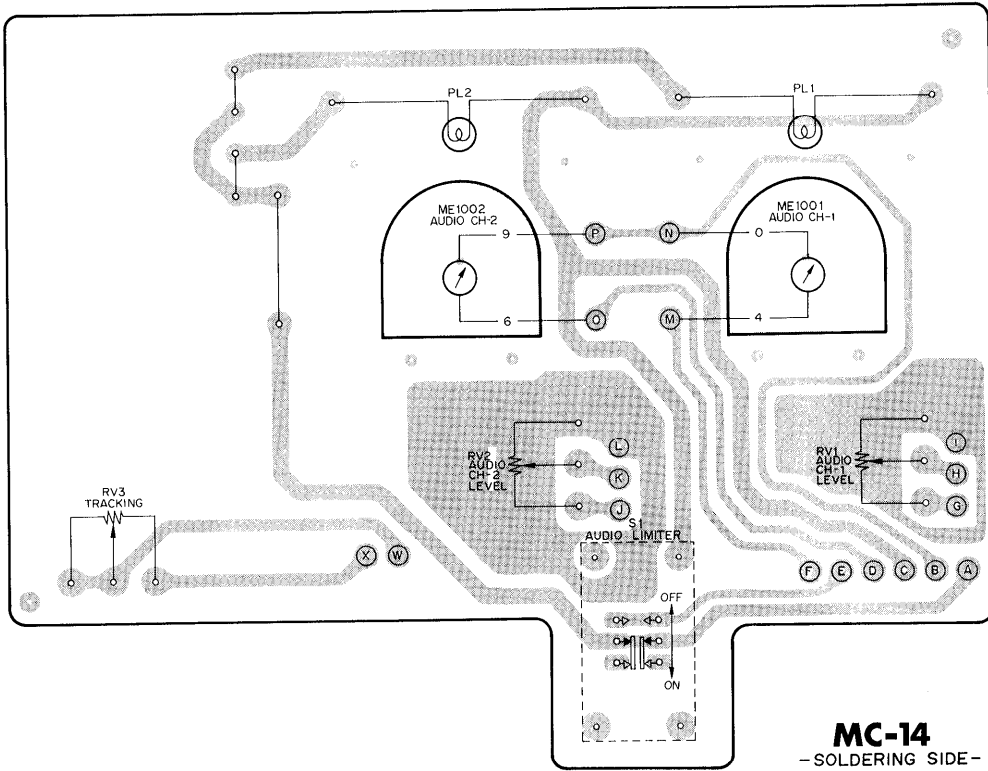 PL2
PL1
ME1002
AUDIO CH-2
9
6
P
N
O
M
ME1001
AUDIO CH-1
0
4
RV2
AUDIO
CH-2
LEVEL
L
K
J
RV1
AUDIO
CH-1
LEVEL
I
H
G
RV3
TRACKING
X
W
S1
AUDIO LIMITER
F
E
D
C
B
A
OFF
ON
MC-14
-SOLDERING SIDE-